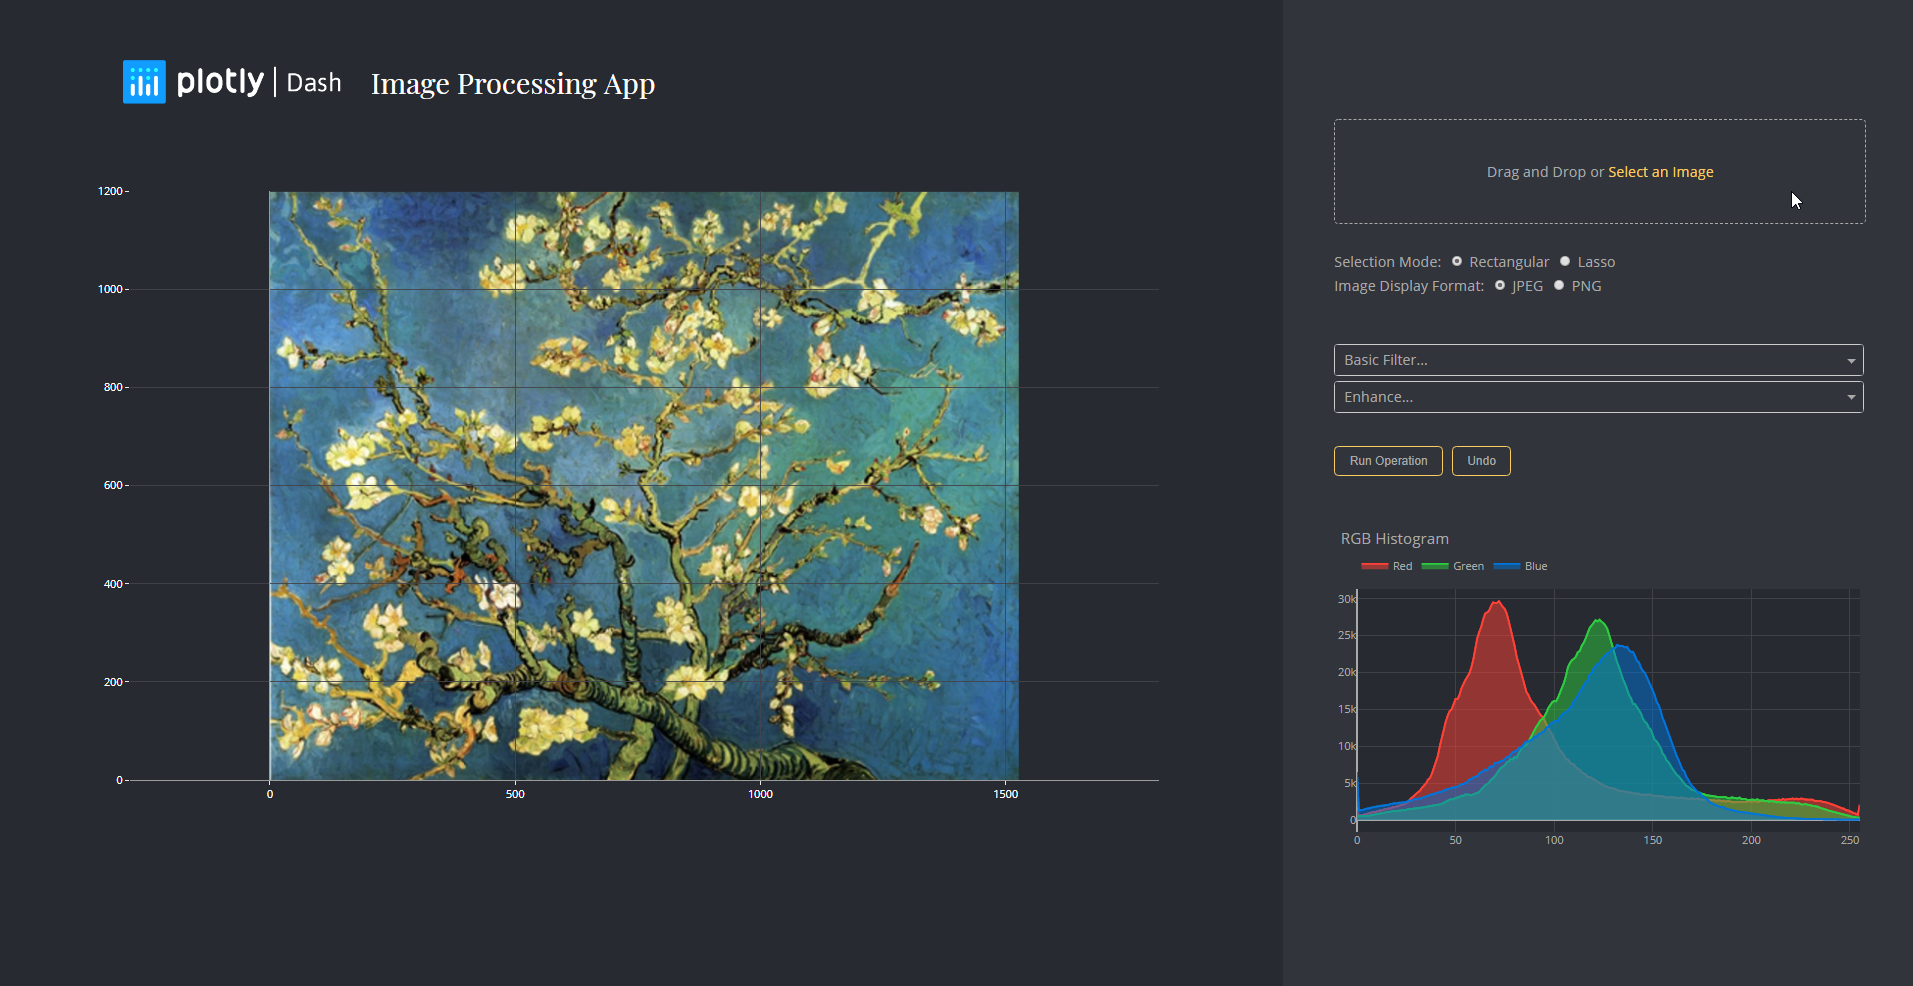 plotly | Dash Image Processing App
Drag and Drop or Select an Image
Selection Mode: Rectangular Lasso
Image Display Format: JPEG PNG
Basic Filter...
Enhance...
Run Operation Undo
1200
1000
800
600
400
200
0
0 500 1000 1500
RGB Histogram
Red Green Blue
30k
25k
20k
15k
10k
5k
0
0 50 100 150 200 250